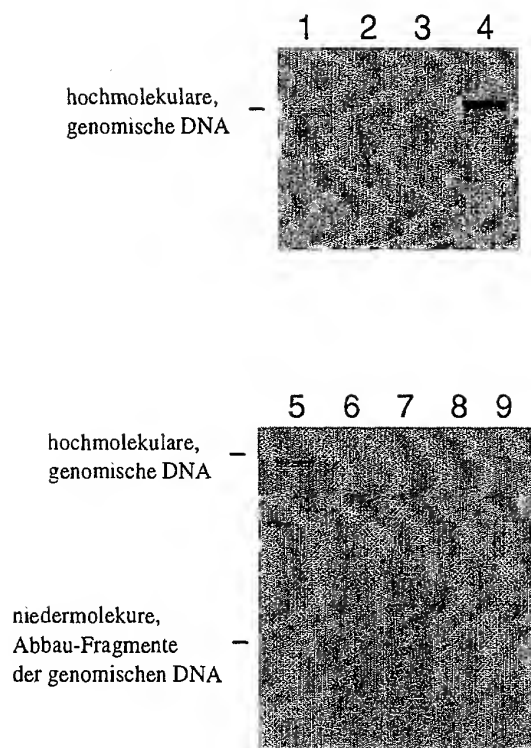 1 2 3 4
hochmolekulare,
genomische DNA
5 6 7 8 9
hochmolekulare,
genomische DNA
niedermolekure,
Abbau-Fragmente
der genomischen DNA